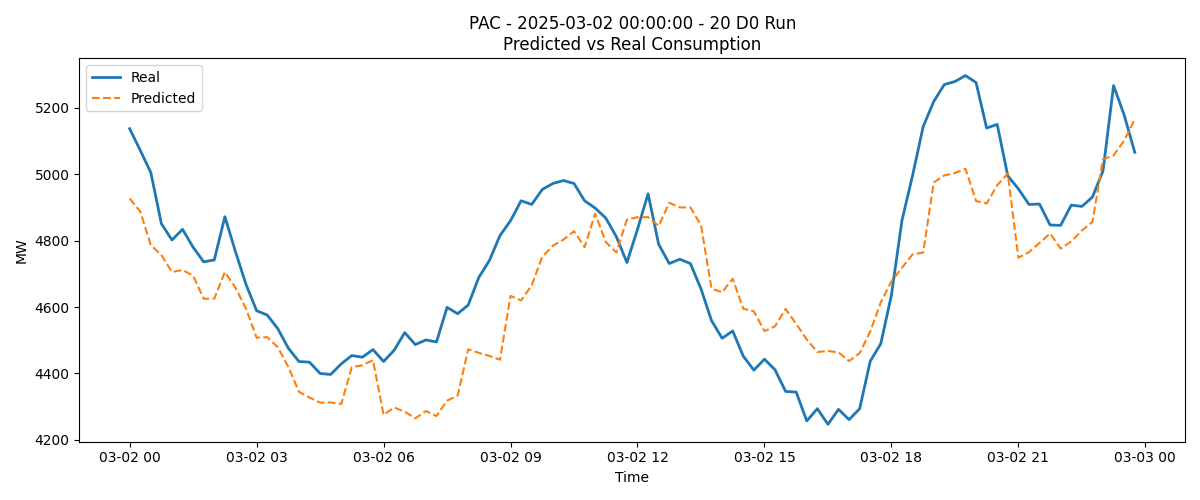 PAC - 2025-03-02 00:00:00 - 20 D0 Run
Predicted vs Real Consumption
Real
Predicted
MW
5200
5000
4800
4600
4400
4200
03-02 00
03-02 03
03-02 06
03-02 09
03-02 12
03-02 15
03-02 18
03-02 21
03-03 00
Time